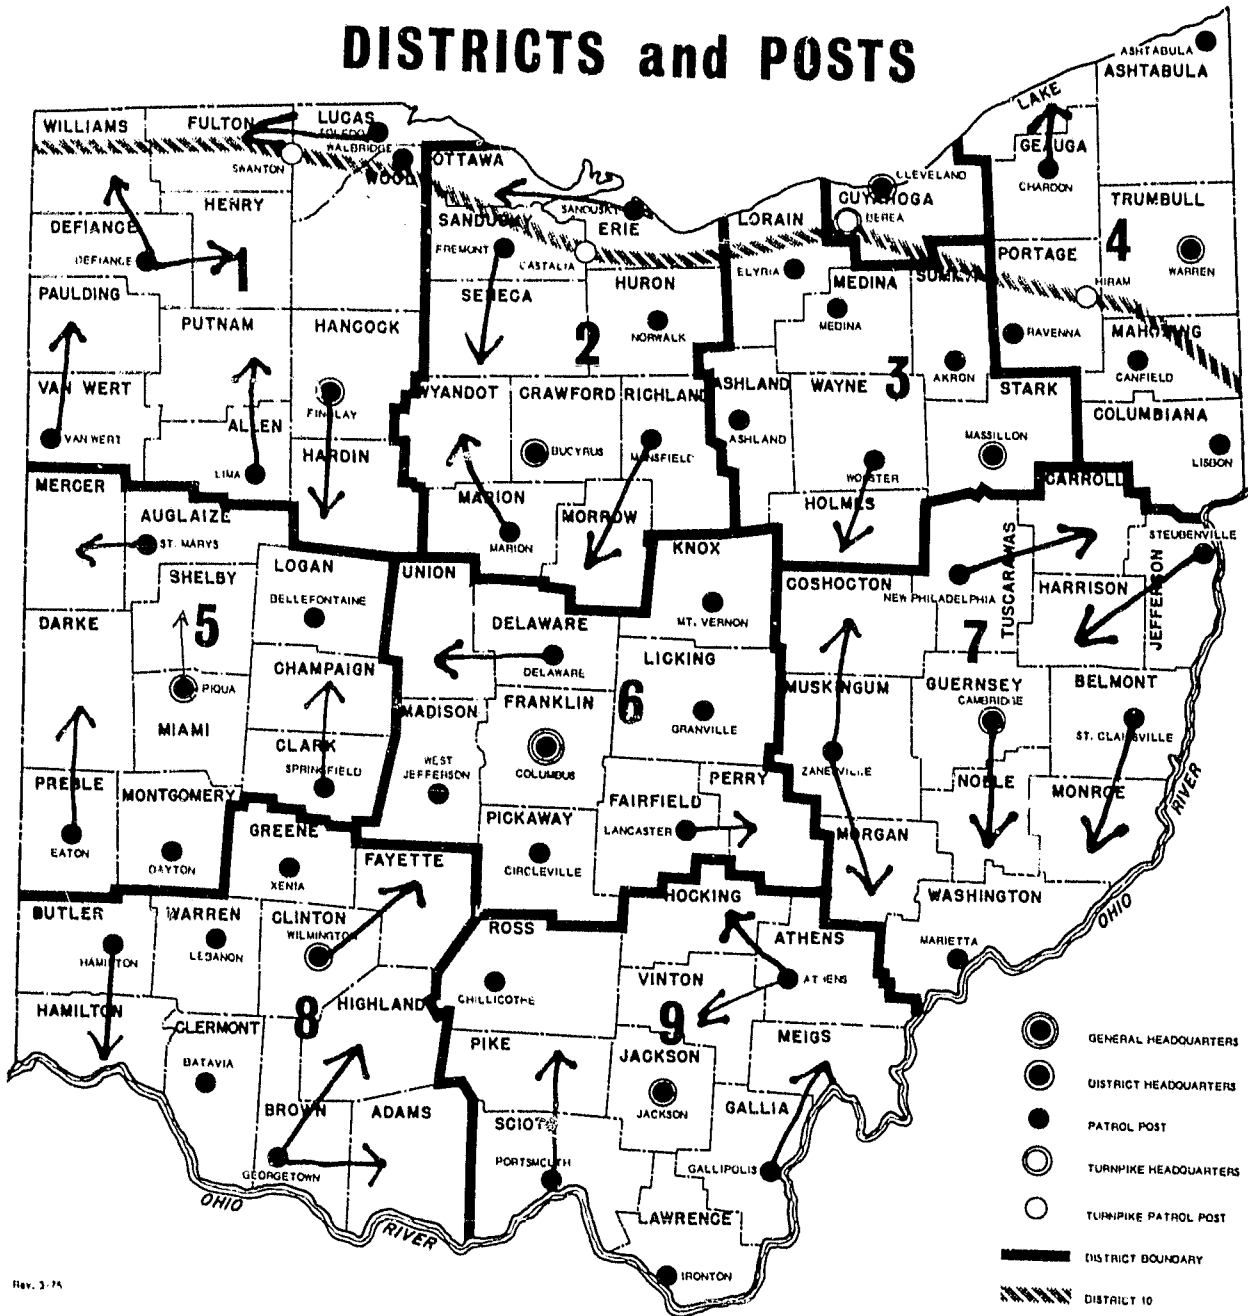 DISTRICTS and POSTS
ASHTABULA
ASHTABULA
LAKE
WILLIAMS
FULTON
LUCAS
TOLEDO
WALBRIDGE
SWANTON
WOOD
OTTAWA
GEAUGA
CHARDON
CLEVELAND
CUYAHOGA
BEREA
HENRY
SANDUSKY
SANDUSKY
ERIE
LORAIN
TRUMBULL
4
WARREN
DEFIANCE
DEFIANCE
1
FREMONT
CASTALIA
ELYRIA
PORTAGE
HIRAM
PAULDING
SENECA
HURON
MEDINA
MEDINA
PUTNAM
HANCOCK
2
NORWALK
RAVENNA
MAHONING
CANFIELD
VAN WERT
VAN WERT
WYANDOT
CRAWFORD
RICHLAND
ASHLAND
ASHLAND
WAYNE
3
AKRON
STARK
FINDLAY
ALLEN
LIMA
HARDIN
BUCYRUS
MANSFIELD
WOOSTER
MASSILLON
COLUMBIANA
LISBON
MERCER
AUGLAIZE
ST. MARYS
MARION
MARION
MORROW
HOLMES
CARROLL
STEUBENVILLE
SHELBY
LOGAN
BELLEFONTAINE
UNION
KNOX
MT. VERNON
COSHOCTON
NEW PHILADELPHIA
TUSCARAWAS
HARRISON
JEFFERSON
DARKE
5
DELAWARE
DELAWARE
7
PIQUA
CHAMPAIGN
LICKING
GRANVILLE
6
MUSKINGUM
GUERNSEY
CAMBRIDGE
BELMONT
ST. CLAIRSVILLE
MIAMI
MADISON
FRANKLIN
COLUMBUS
CLARK
SPRINGFIELD
WEST
JEFFERSON
ZANESVILLE
NOBLE
MONROE
PREBLE
EATON
MONTGOMERY
DAYTON
PERRY
FAIRFIELD
LANCASTER
PICKAWAY
CIRCLEVILLE
MORGAN
RIVER
GREENE
XENIA
FAYETTE
HOCKING
WASHINGTON
MARIETTA
OHIO
BUTLER
HAMILTON
WARREN
LEBANON
CLINTON
WILMINGTON
ROSS
CHILLICOTHE
ATHENS
ATHENS
VINTON
HAMILTON
CLERMONT
BATAVIA
8
HIGHLAND
9
PIKE
JACKSON
JACKSON
MEIGS
BROWN
GEORGETOWN
ADAMS
SCIOTO
PORTSMOUTH
GALLIA
GALLIPOLIS
OHIO
RIVER
LAWRENCE
IRONTON
GENERAL HEADQUARTERS
DISTRICT HEADQUARTERS
PATROL POST
TURNPIKE HEADQUARTERS
TURNPIKE PATROL POST
DISTRICT BOUNDARY
DISTRICT 10